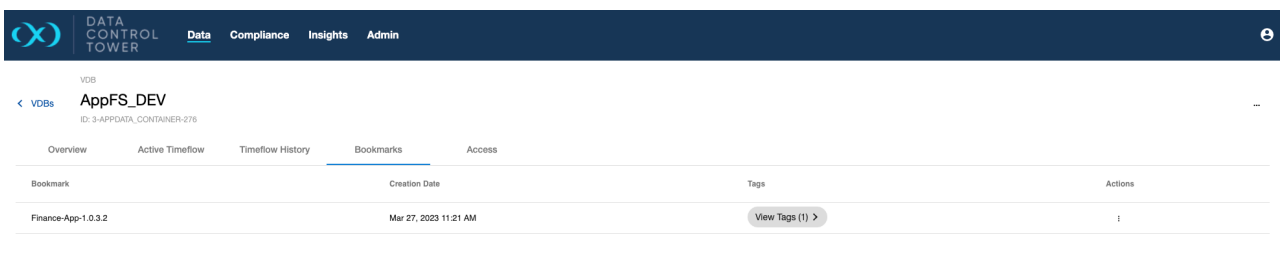 DATA
CONTROL
TOWER
Data Compliance Insights Admin
VDB
VDBs AppFS_DEV ...
ID: 3-APPDATA_CONTAINER-276
Overview Active Timeflow Timeflow History Bookmarks Access
Bookmark Creation Date Tags Actions
Finance-App-1.0.3.2 Mar 27, 2023 11:21 AM View Tags (1)